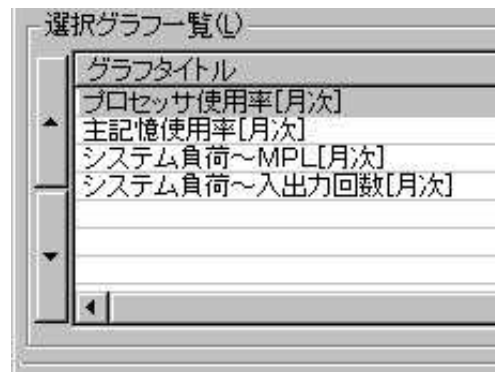 選択グラフ一覧(L)
グラフタイトル
プロセッサ使用率[月次]
主記憶使用率[月次]
システム負荷～MPL[月次]
システム負荷～入出力回数[月次]